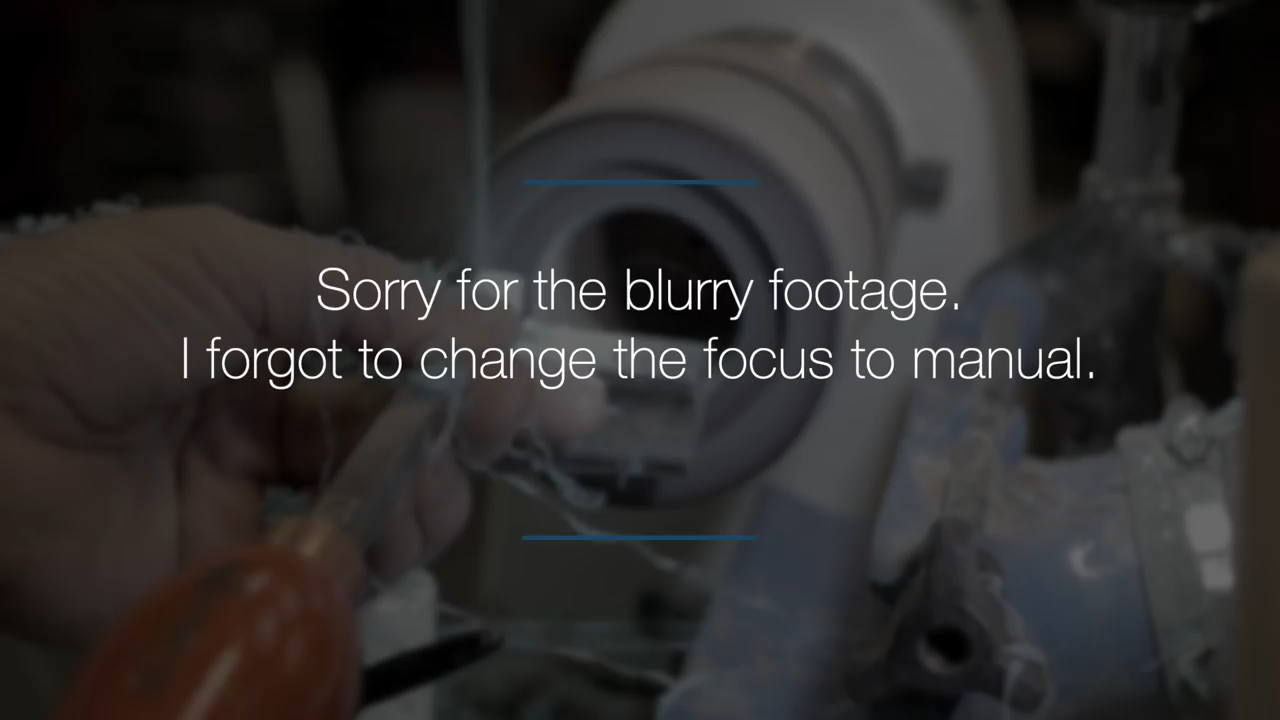 Sorry for the blurry footage.
I forgot to change the focus to manual.